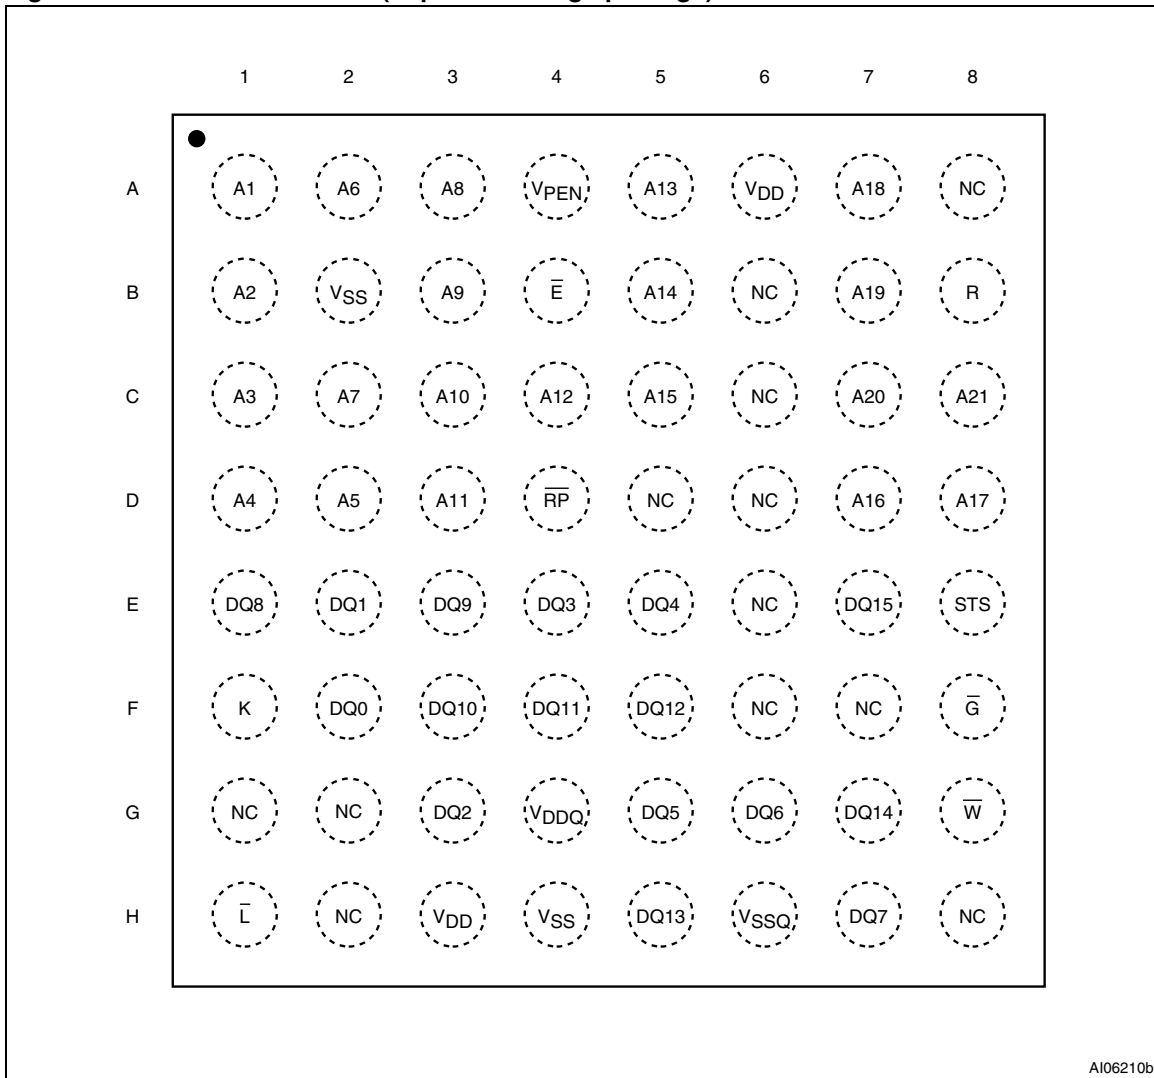 1 2 3 4 5 6 7 8
A A1 A6 A8 VPEN A13 VDD A18 NC
B A2 VSS A9 E̅ A14 NC A19 R
C A3 A7 A10 A12 A15 NC A20 A21
D A4 A5 A11 R̅P̅ NC NC A16 A17
E DQ8 DQ1 DQ9 DQ3 DQ4 NC DQ15 STS
F K DQ0 DQ10 DQ11 DQ12 NC NC G̅
G NC NC DQ2 VDDQ DQ5 DQ6 DQ14 W̅
H L̅ NC VDD VSS DQ13 VSSQ DQ7 NC
AI06210b